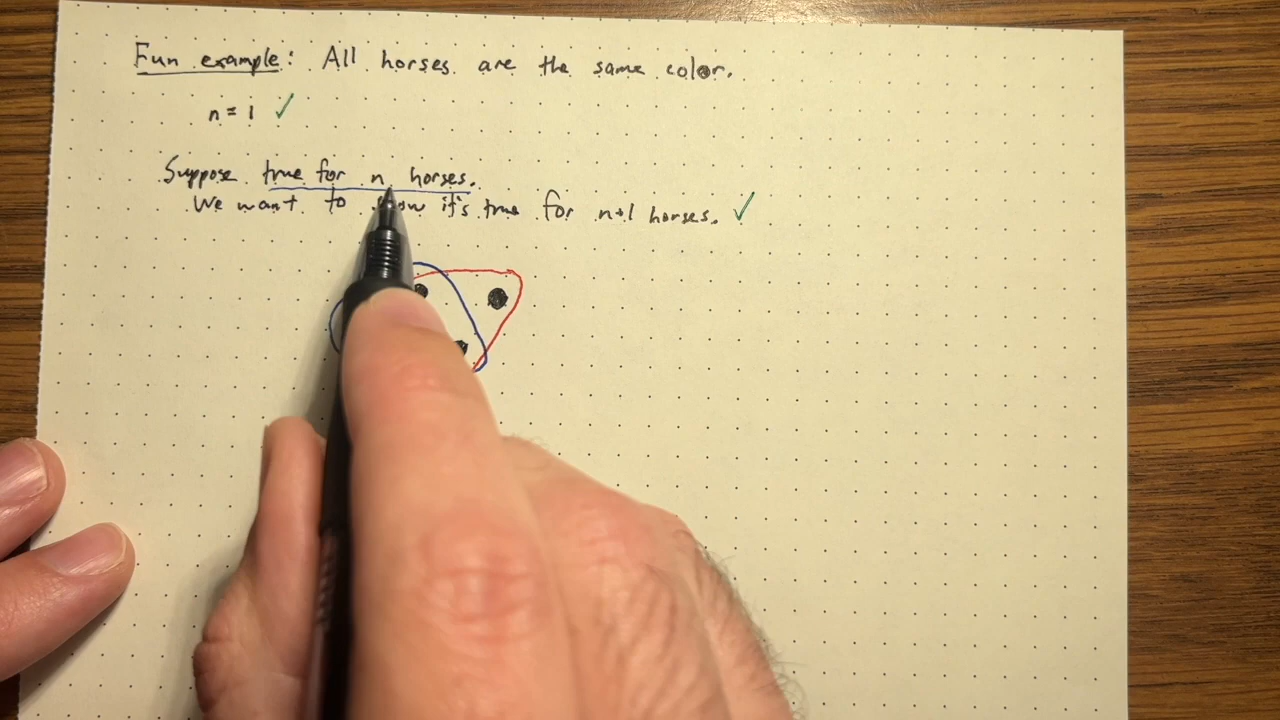 Fun example: All horses are the same color.
n = 1 ✓
Suppose true for n horses.
We want to show it's true for n+1 horses. ✓